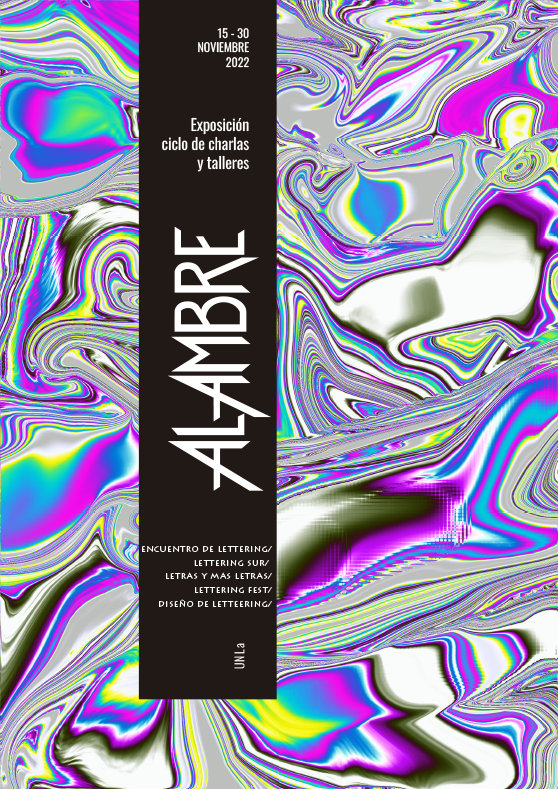 15 - 30
NOVIEMBRE
2022
Exposición
ciclo de charlas
y talleres
ALAMBRE
ENCUENTRO DE LETTERING/
LETTERING SUR/
LETRAS Y MAS LETRAS/
LETTERING FEST/
DISEÑO DE LETTEERING/
UNLa